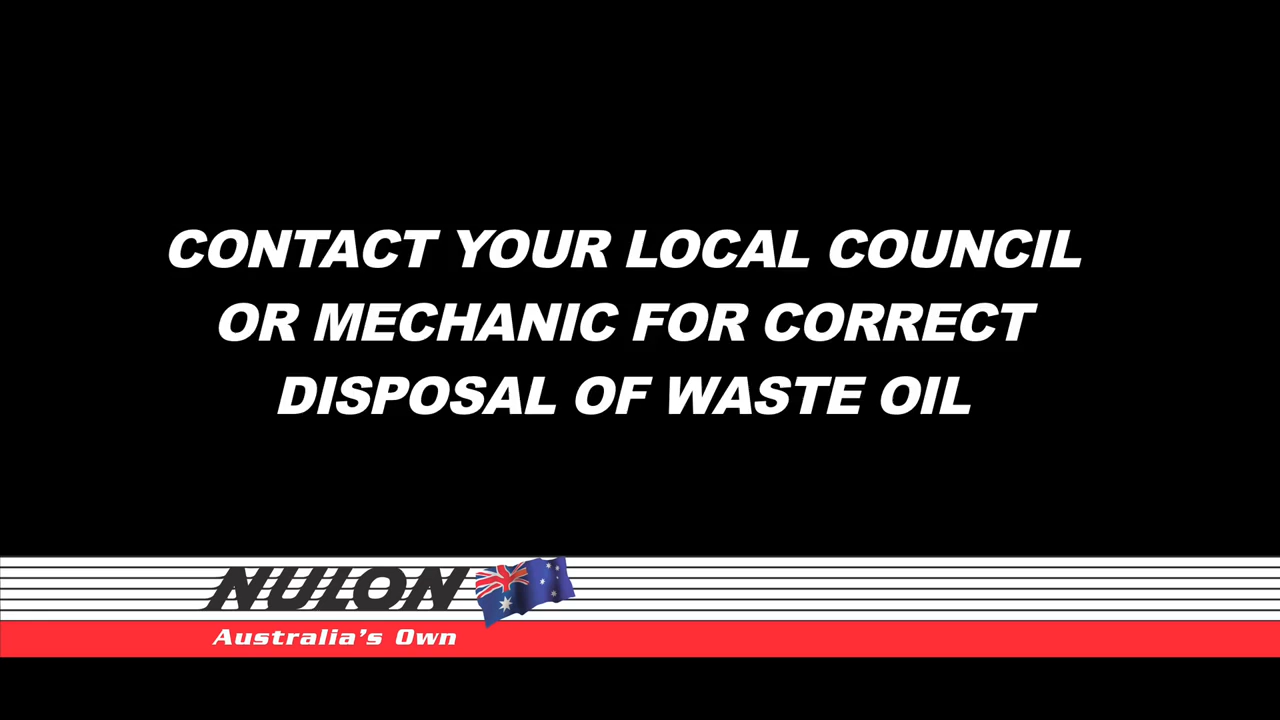 CONTACT YOUR LOCAL COUNCIL
OR MECHANIC FOR CORRECT
DISPOSAL OF WASTE OIL
NULON
Australia's Own